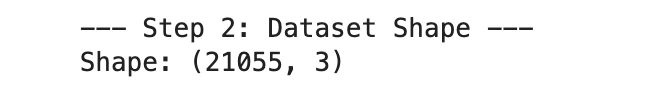 --- Step 2: Dataset Shape ---
Shape: (21055, 3)